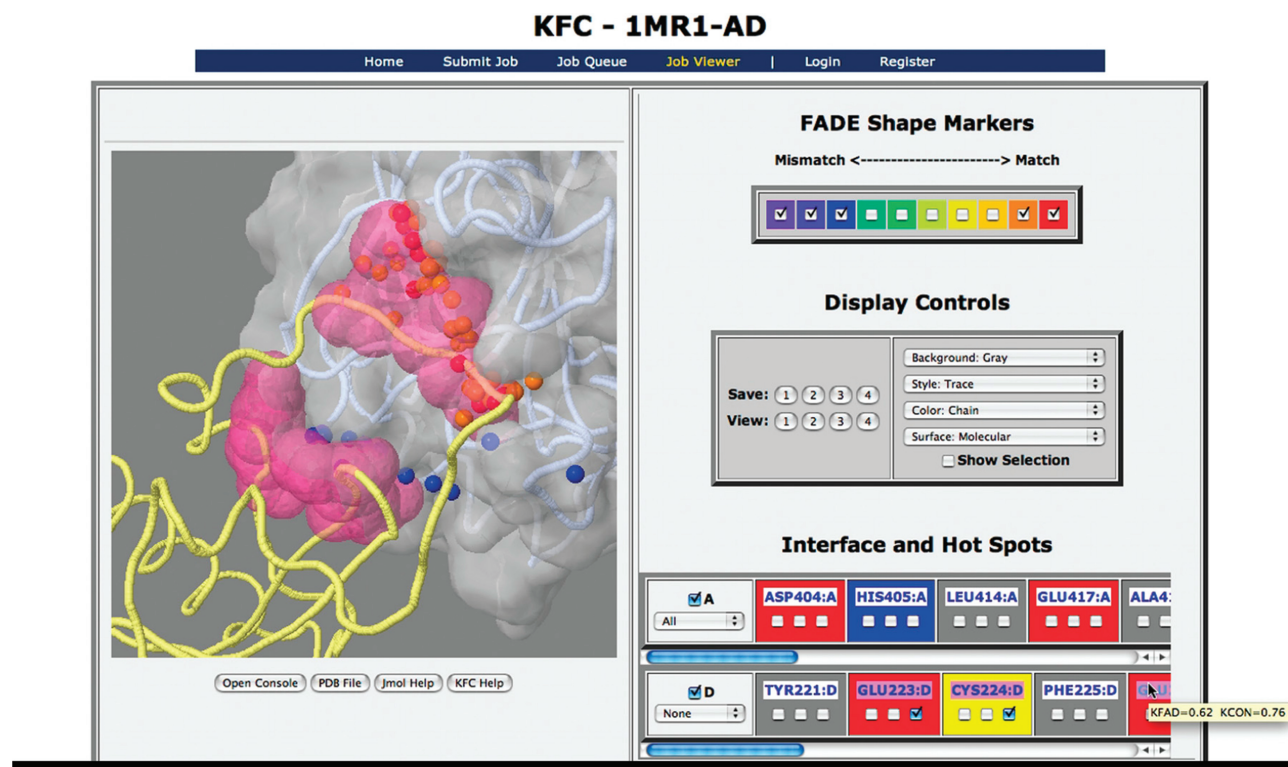 KFC - 1MR1-AD
Home Submit Job Job Queue Job Viewer | Login Register
FADE Shape Markers
Mismatch <-----------------------> Match
Display Controls
Background: Gray
Style: Trace
Color: Chain
Surface: Molecular
Show Selection
Save: 1 2 3 4
View: 1 2 3 4
Interface and Hot Spots
A ASP404:A HIS405:A LEU414:A GLU417:A
All
D TYR221:D GLU223:D CYS224:D PHE225:D
None
KFAD=0.62 KCON=0.76
Open Console PDB File Jmol Help KFC Help